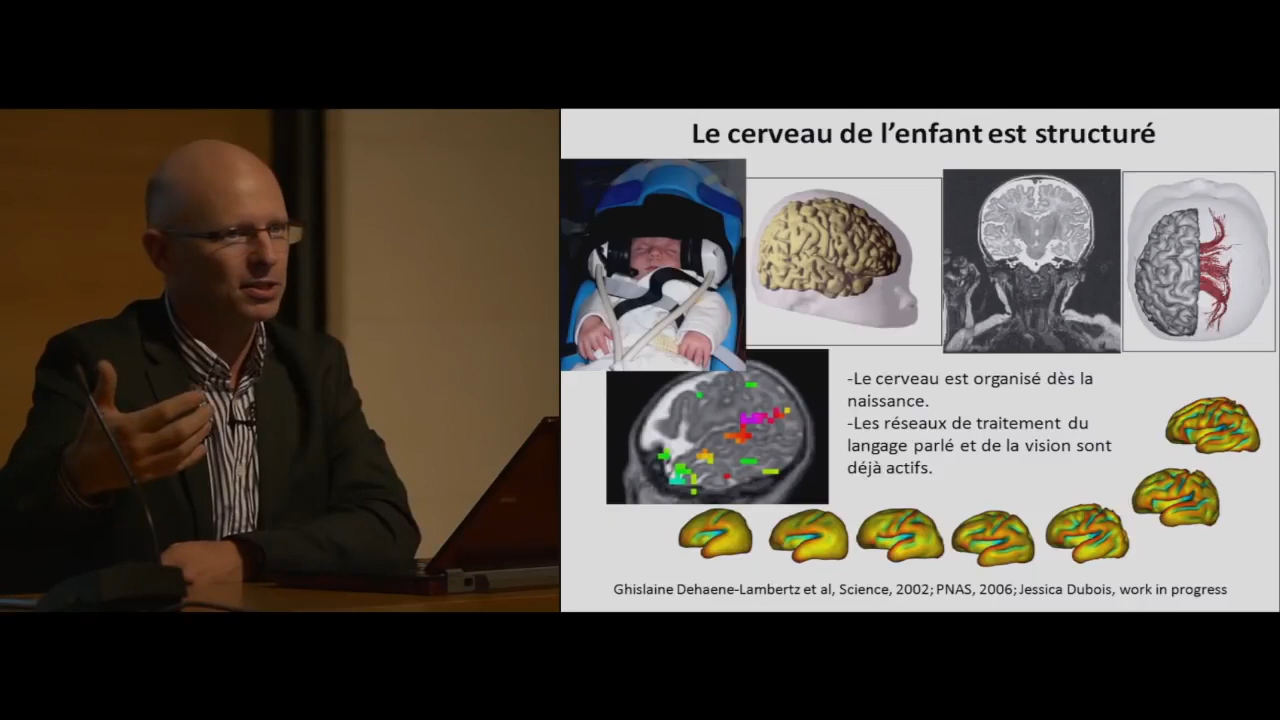 Le cerveau de l'enfant est structuré
-Le cerveau est organisé dès la
naissance.
-Les réseaux de traitement du
langage parlé et de la vision sont
déjà actifs.
Ghislaine Dehaene-Lambertz et al, Science, 2002; PNAS, 2006; Jessica Dubois, work in progress